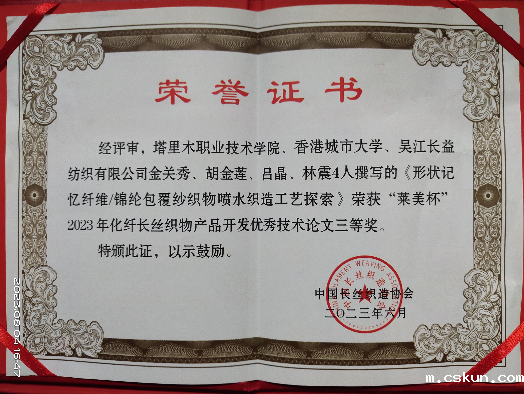 荣誉证书
经评审，塔里木职业技术学院、香港城市大学、吴江长益
纺织有限公司金关秀、胡金莲、吕晶、林震4人撰写的《形状记
忆纤维/锦纶包覆纱织物喷水织造工艺探索》荣获“莱美杯”
2023年化纤长丝织物产品开发优秀技术论文三等奖。
特颁此证，以示鼓励。
中国长丝织造协会
二〇二三年六月
m.cskun.com